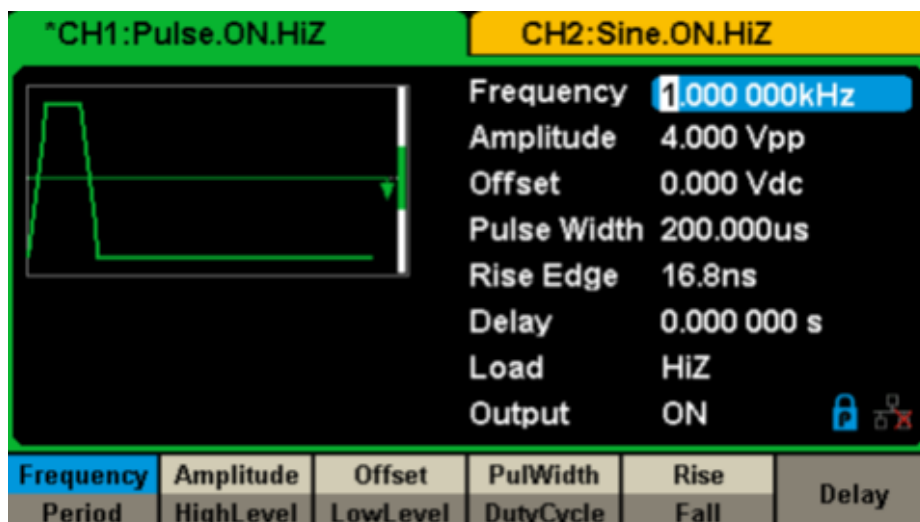 *CH1:Pulse.ON.HiZ
CH2:Sine.ON.HiZ
Frequency 1.000 000kHz
Amplitude 4.000 Vpp
Offset 0.000 Vdc
Pulse Width 200.000us
Rise Edge 16.8ns
Delay 0.000 000 s
Load HiZ
Output ON
P
Frequency Amplitude Offset PulWidth Rise Delay
Period HighLevel LowLevel DutyCycle Fall